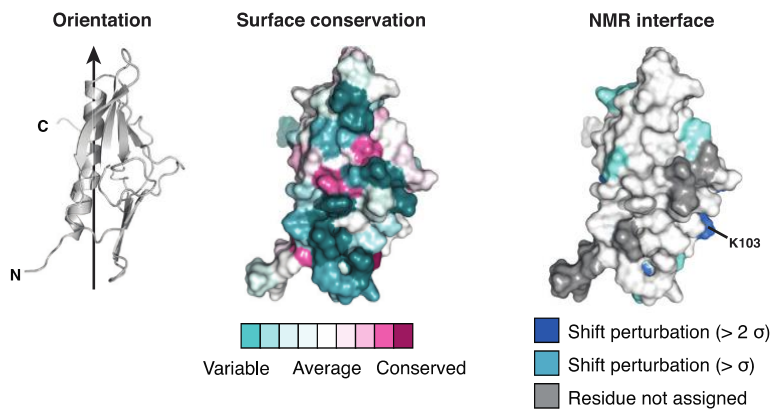 Orientation
Surface conservation
NMR interface
C
N
K103
Variable Average Conserved
Shift perturbation (> 2 σ)
Shift perturbation (> σ)
Residue not assigned